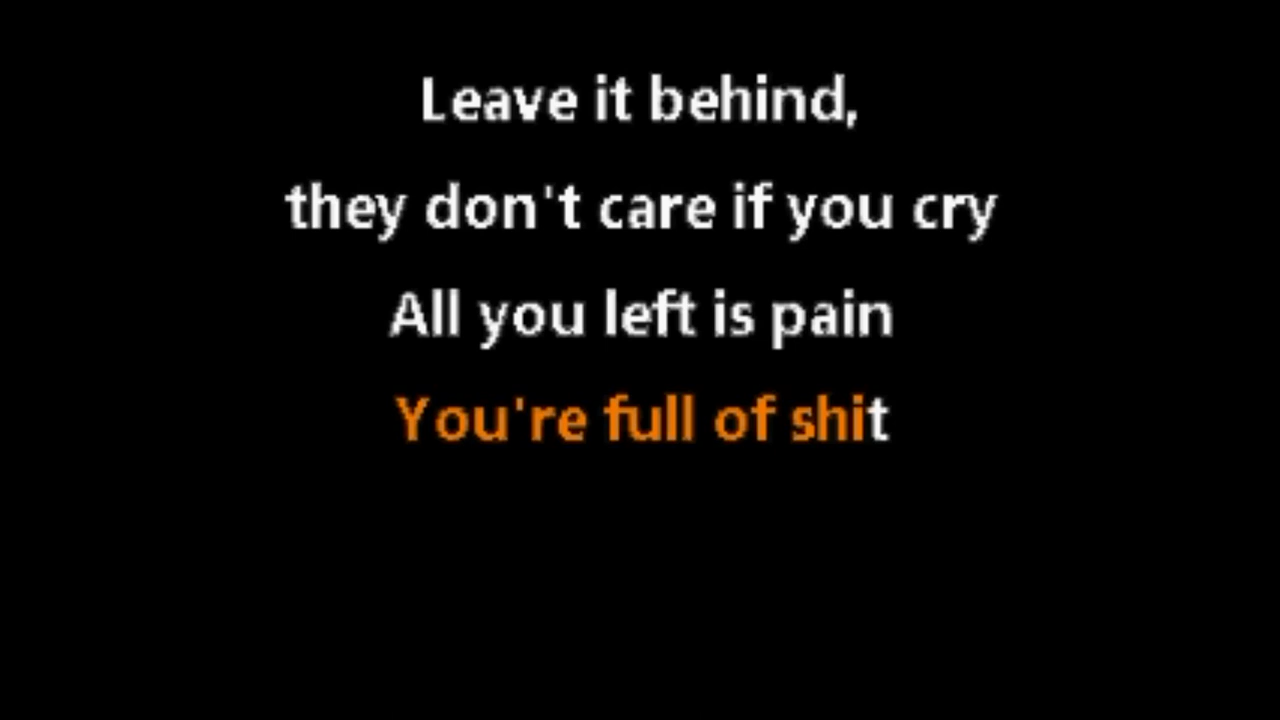 Leave it behind,
they don't care if you cry
All you left is pain
You're full of shit